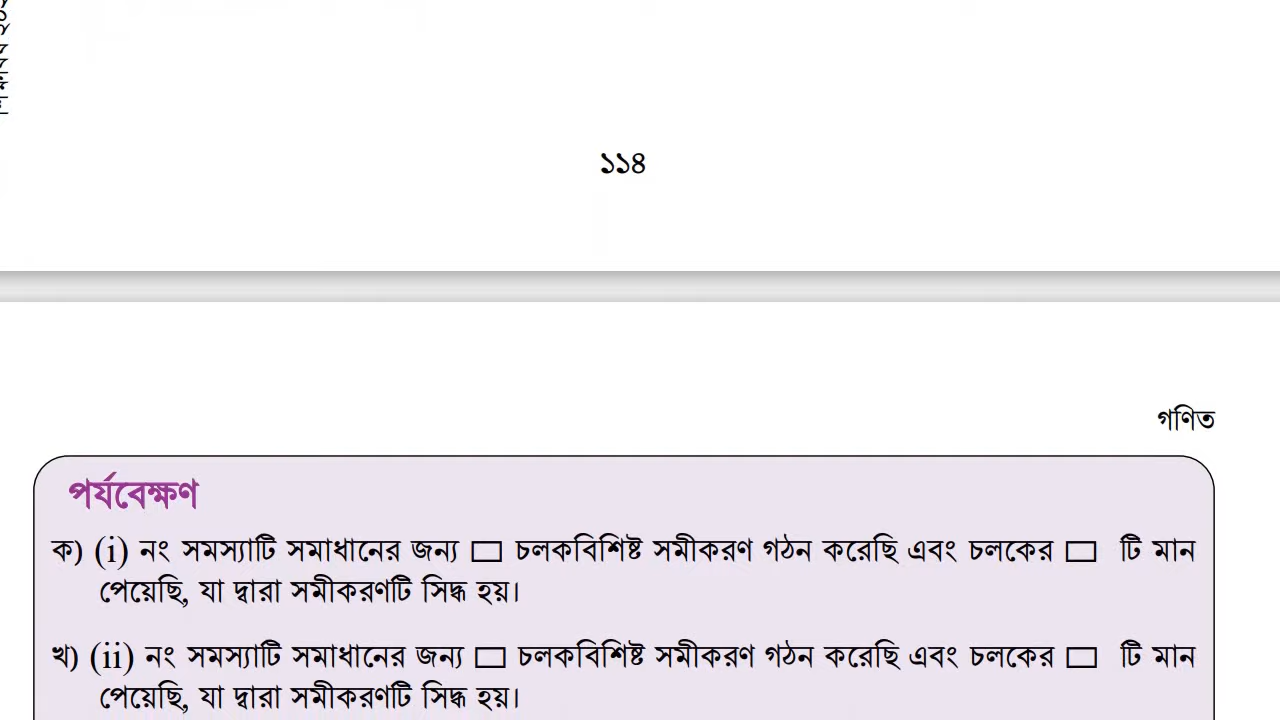 ১১৪
গণিত
পর্যবেক্ষণ
ক) (i) নং সমস্যাটি সমাধানের জন্য □ চলকবিশিষ্ট সমীকরণ গঠন করেছি এবং চলকের □ টি মান
পেয়েছি, যা দ্বারা সমীকরণটি সিদ্ধ হয়।
খ) (ii) নং সমস্যাটি সমাধানের জন্য □ চলকবিশিষ্ট সমীকরণ গঠন করেছি এবং চলকের □ টি মান
পেয়েছি, যা দ্বারা সমীকরণটি সিদ্ধ হয়।